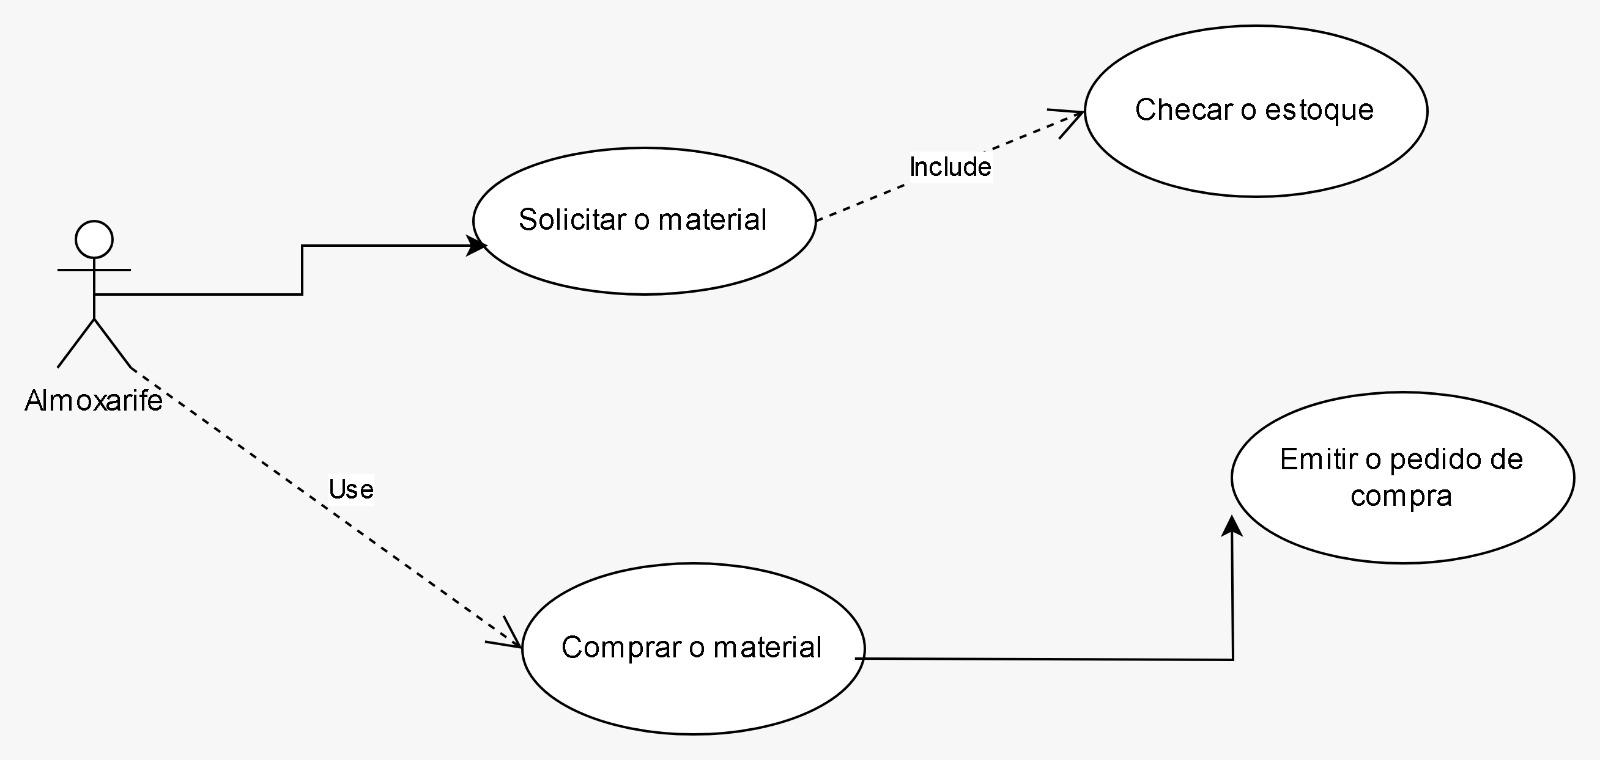 Checar o estoque
Include
Solicitar o material
Almoxarife
Use
Emitir o pedido de
compra
Comprar o material